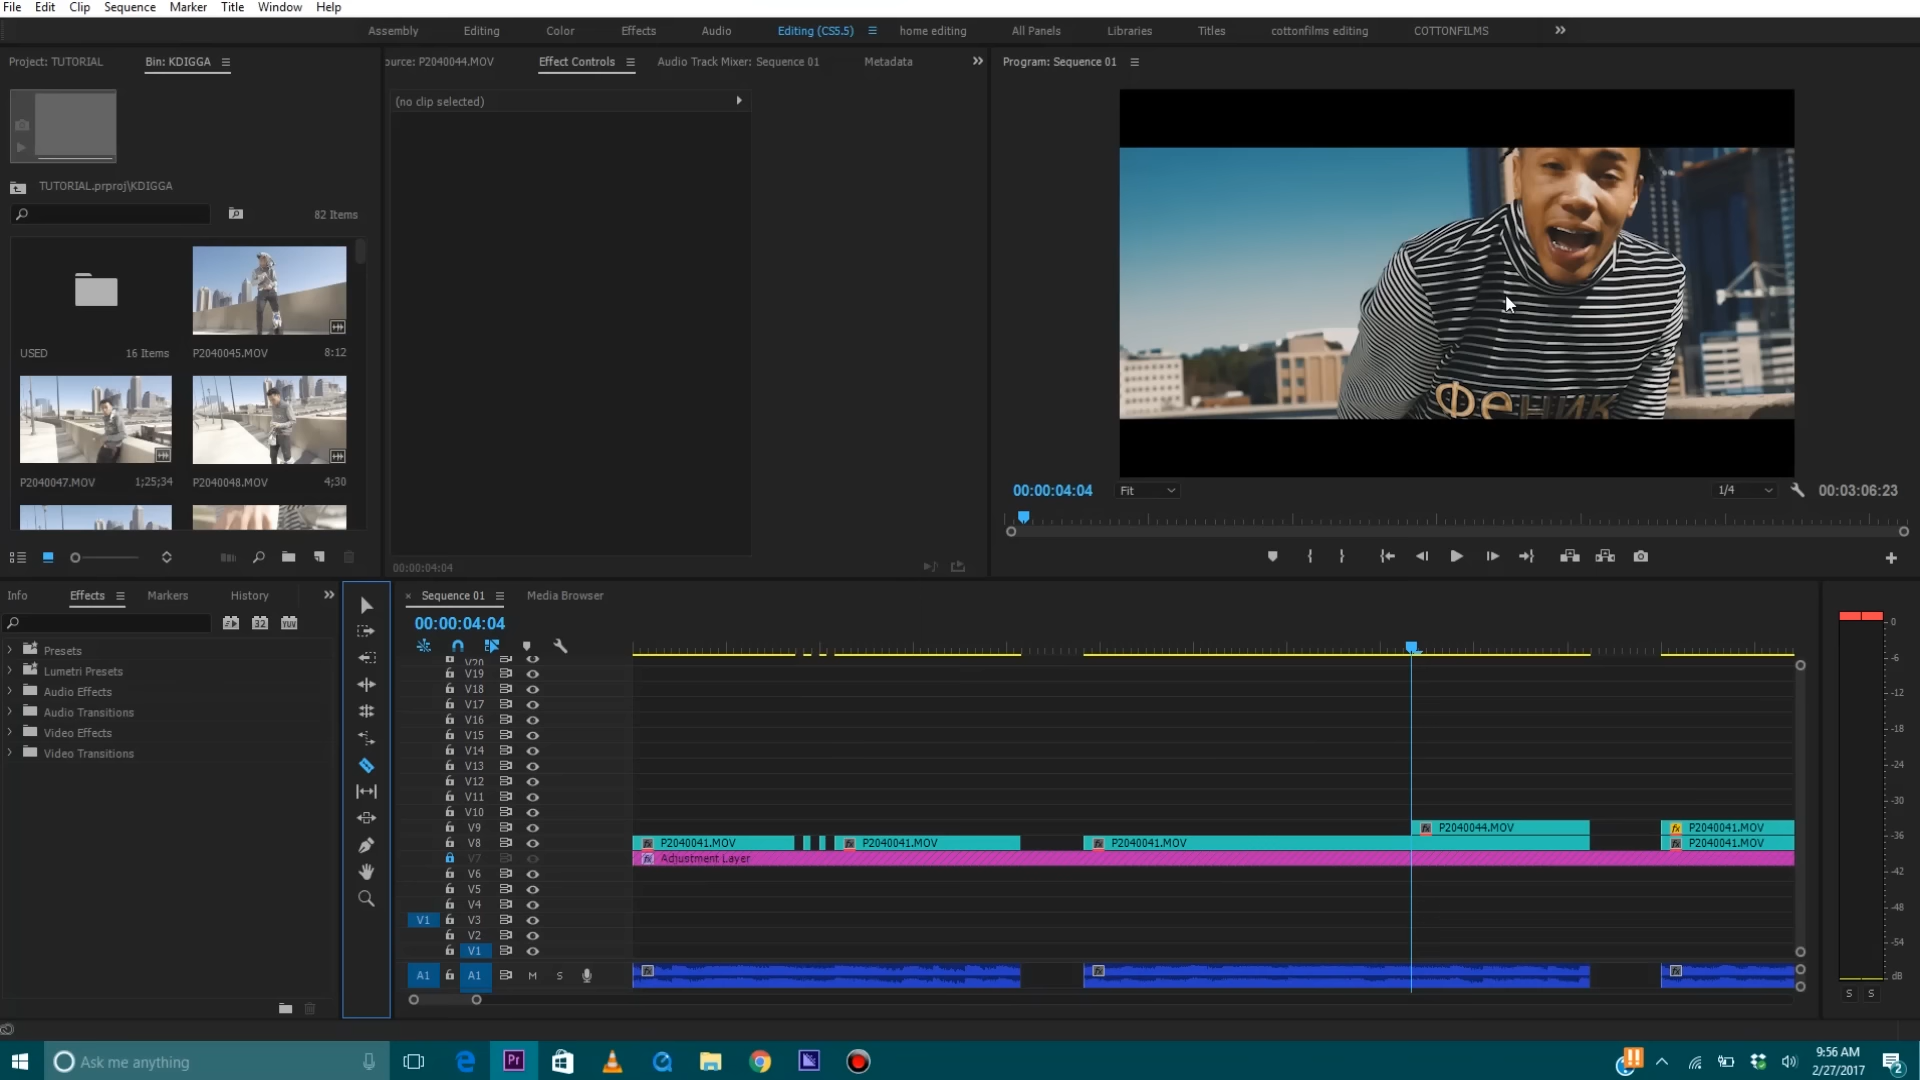 File Edit Clip Sequence Marker Title Window Help
Assembly Editing Color Effects Audio Editing (CS5.5) home editing All Panels Libraries Titles cottonfilms editing COTTONFILMS
Project: TUTORIAL Bin: KDIGGA
ource: P2040044.MOV Effect Controls Audio Track Mixer: Sequence 01 Metadata
Program: Sequence 01
(no clip selected)
TUTORIAL.prproj\KDIGGA
82 Items
USED 16 Items P2040045.MOV 8:12
P2040047.MOV 1;25;34 P2040048.MOV 4;30
Феник
00:00:04:04 Fit 1/4 00:03:06:23
00:00:04:04
Info Effects Markers History
Sequence 01 Media Browser
00:00:04:04
Presets
Lumetri Presets
Audio Effects
Audio Transitions
Video Effects
Video Transitions
V20
V19
V18
V17
V16
V15
V14
V13
V12
V11
V10
V9 P2040044.MOV P2040041.MOV
V8 P2040041.MOV P2040041.MOV P2040041.MOV P2040041.MOV
V7 Adjustment Layer
V6
V5
V4
V1 V3
V2
V1
A1 A1 M S
0
-6
-12
-18
-24
-30
-36
-42
-48
-54
dB
S S
Ask me anything
Pr
9:56 AM
2/27/2017
2